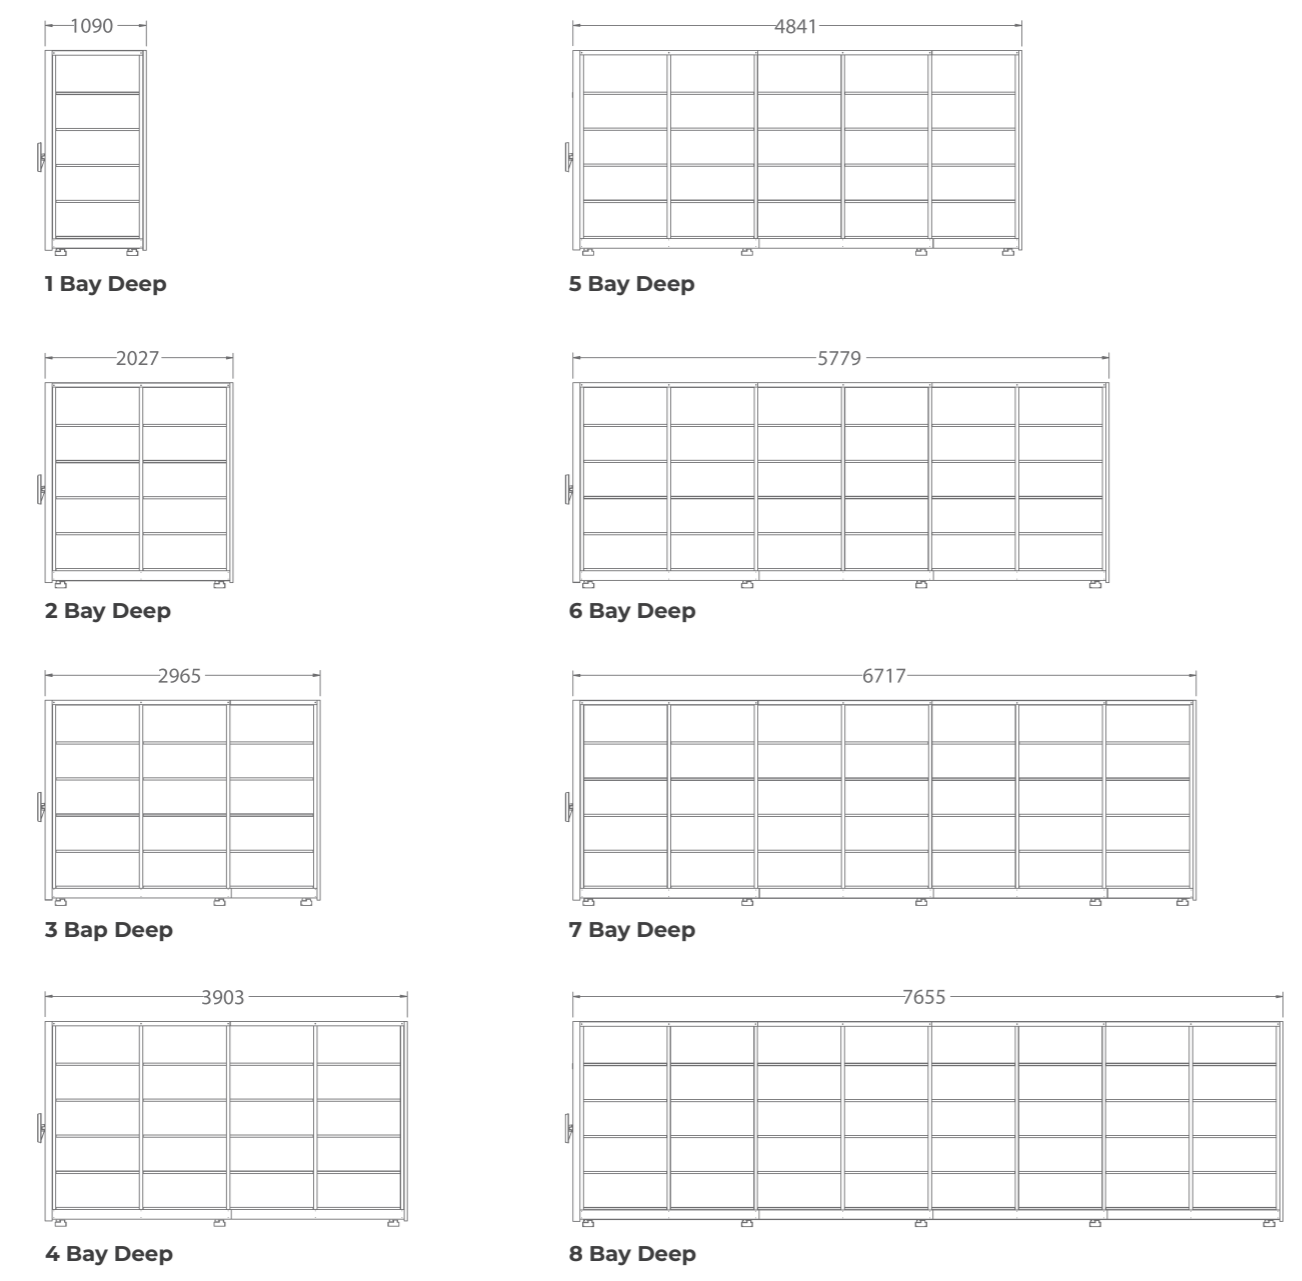 1090
1 Bay Deep
2027
2 Bay Deep
2965
3 Bap Deep
3903
4 Bay Deep
4841
5 Bay Deep
5779
6 Bay Deep
6717
7 Bay Deep
7655
8 Bay Deep